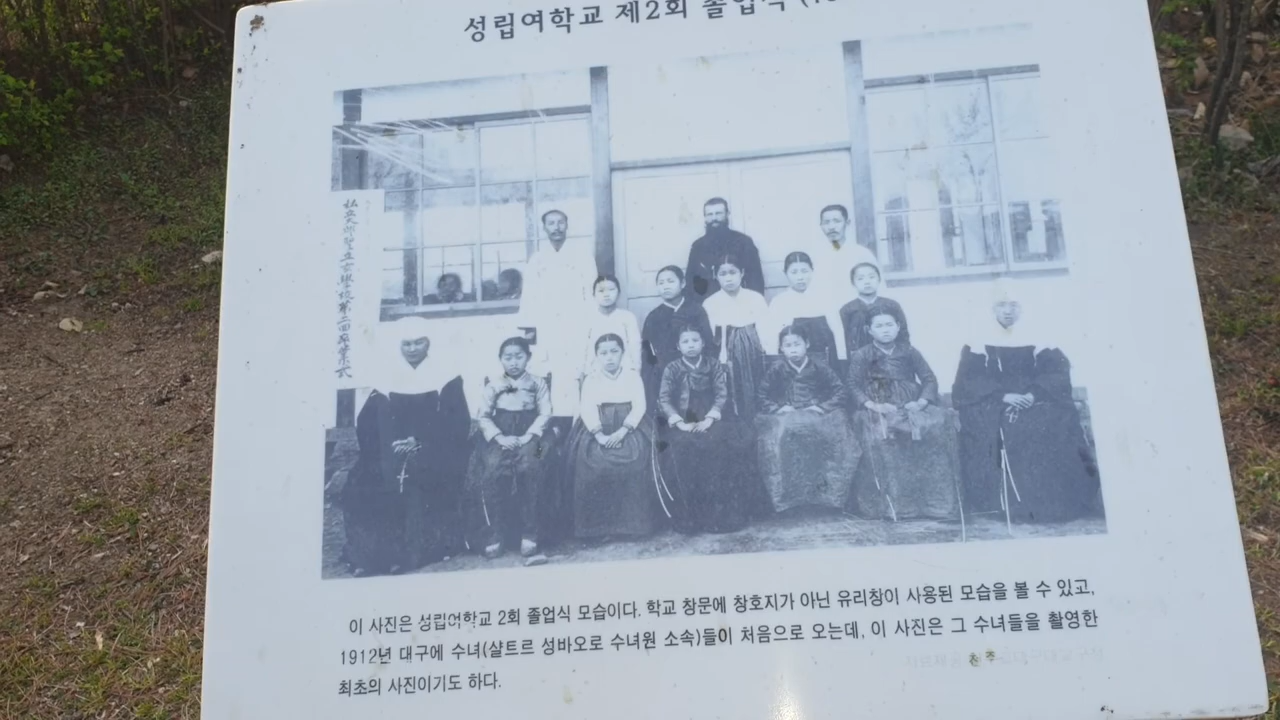 성립여학교 제2회 졸업식
이 사진은 성립여학교 2회 졸업식 모습이다. 학교 창문에 창호지가 아닌 유리창이 사용된 모습을 볼 수 있고,
1912년 대구에 수녀(샬트르 성바오로 수녀원 소속)들이 처음으로 오는데, 이 사진은 그 수녀들을 촬영한
최초의 사진이기도 하다.